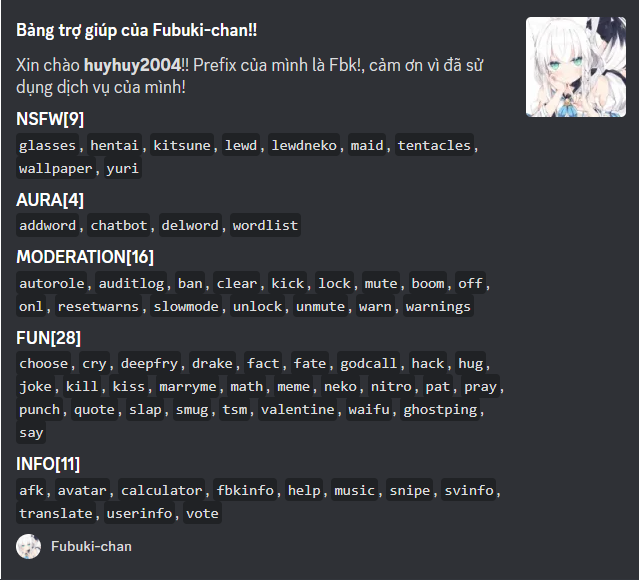 Bảng trợ giúp của Fubuki-chan!!
Xin chào huyhuy2004!! Prefix của mình là Fbk!, cảm ơn vì đã sử
dụng dịch vụ của mình!
NSFW[9]
glasses, hentai, kitsune, lewd, lewdneko, maid, tentacles,
wallpaper, yuri
AURA[4]
addword, chatbot, delword, wordlist
MODERATION[16]
autorole, auditlog, ban, clear, kick, lock, mute, boom, off,
onl, resetwarns, slowmode, unlock, unmute, warn, warnings
FUN[28]
choose, cry, deepfry, drake, fact, fate, godcall, hack, hug,
joke, kill, kiss, marryme, math, meme, neko, nitro, pat, pray,
punch, quote, slap, smug, tsm, valentine, waifu, ghostping,
say
INFO[11]
afk, avatar, calculator, fbkinfo, help, music, snipe, svinfo,
translate, userinfo, vote
Fubuki-chan